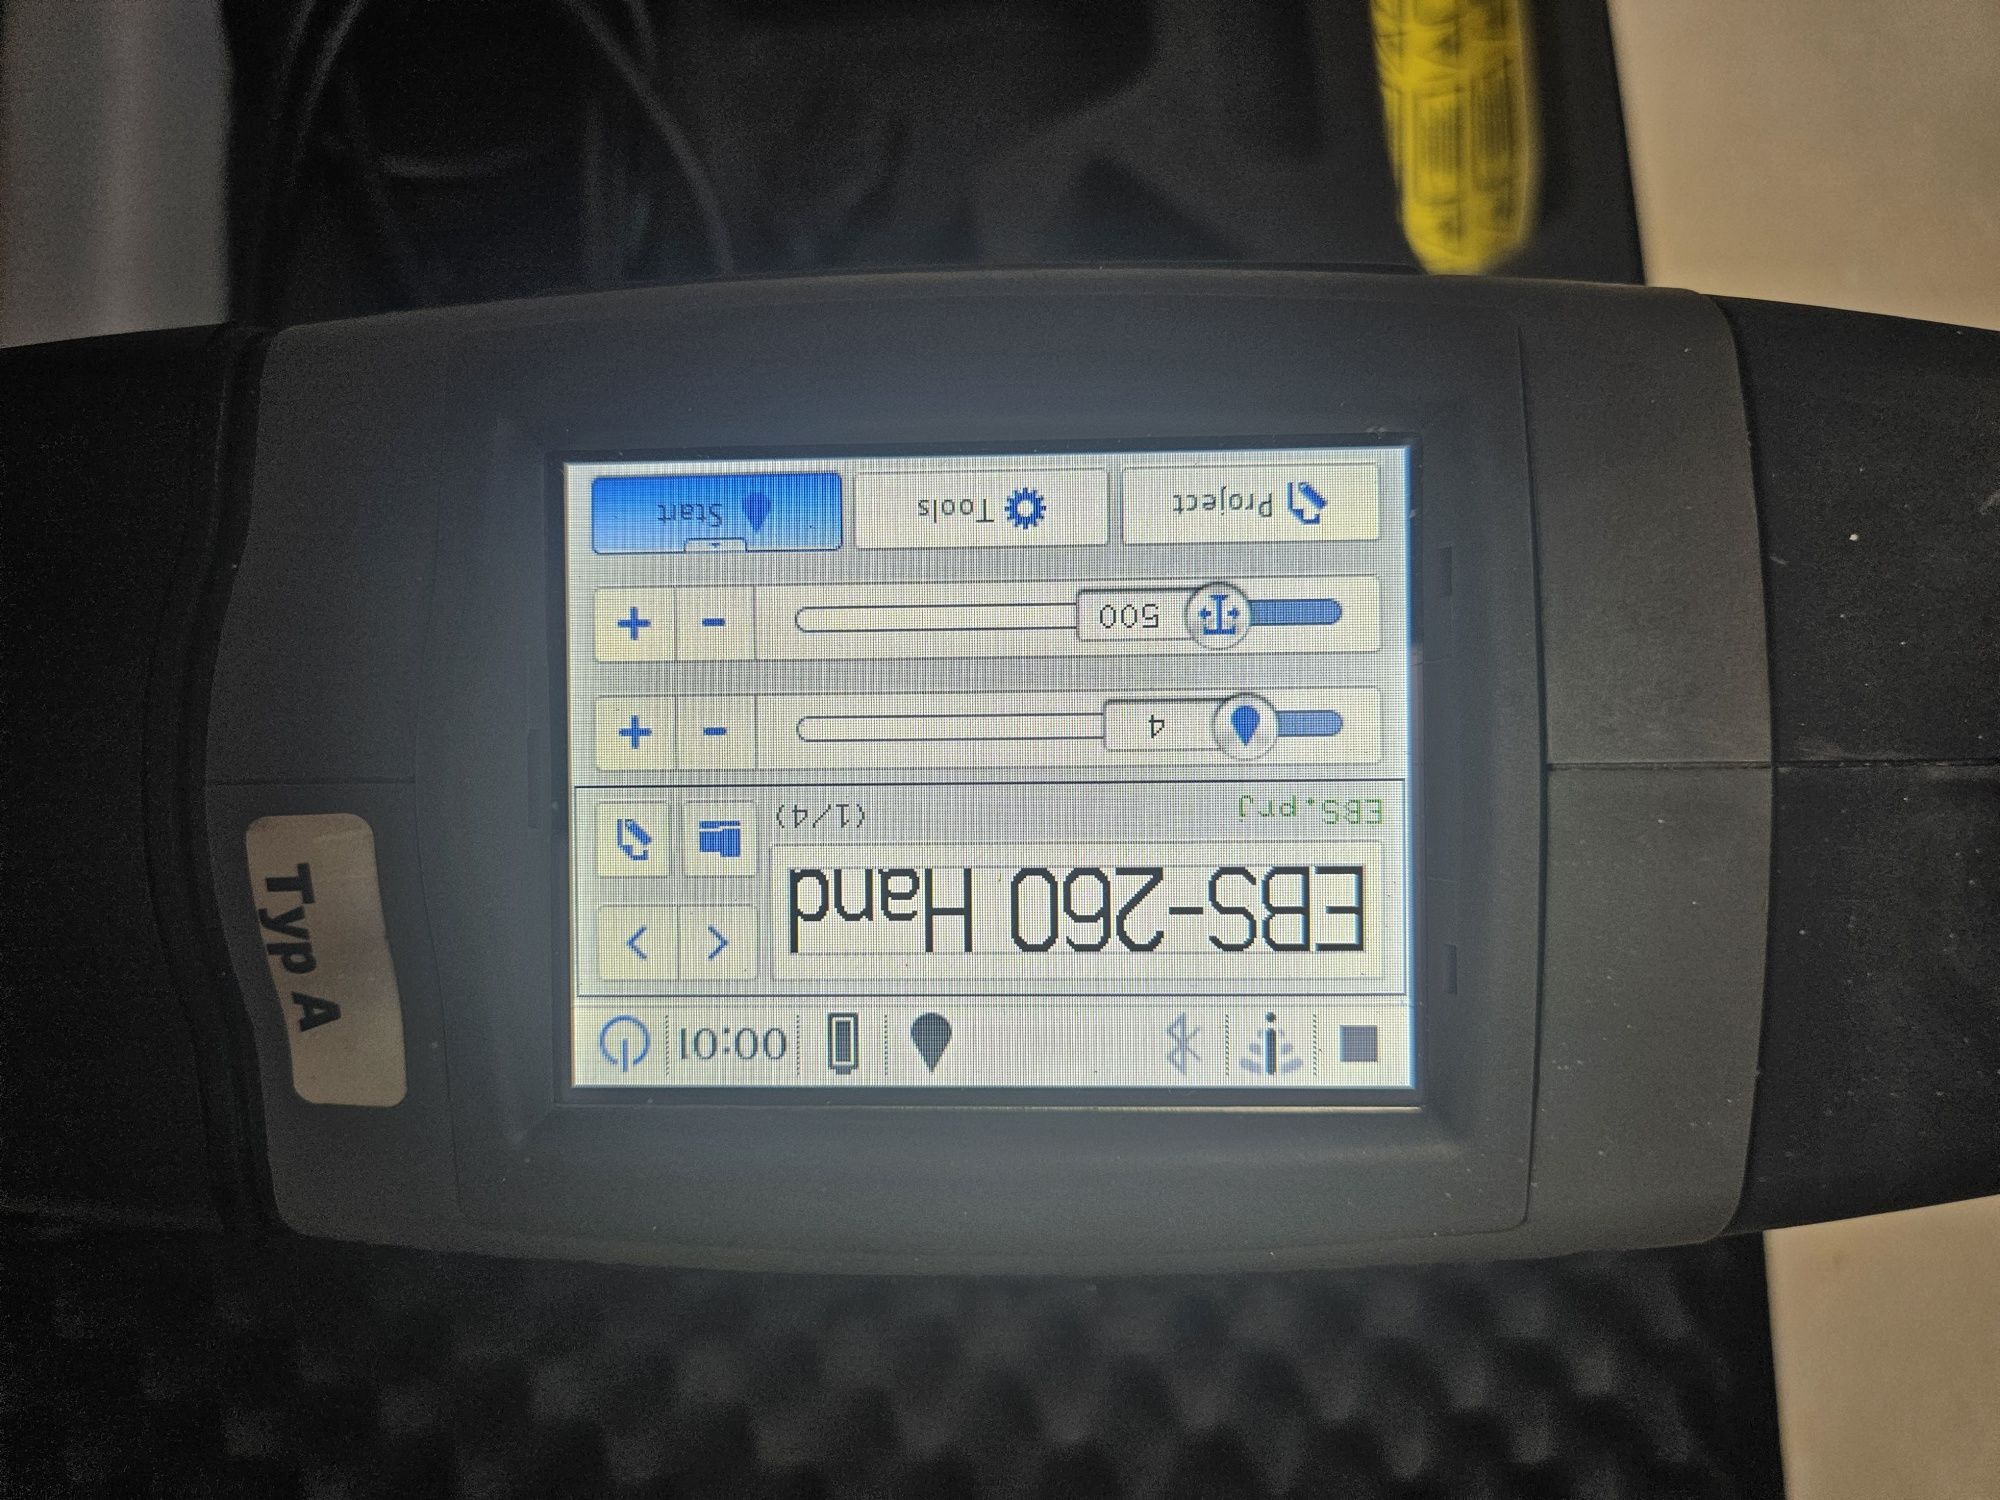 00:01
EBS-260 Hand
EBS.prj (1/4)
4
500
Project Tools Start
Typ A